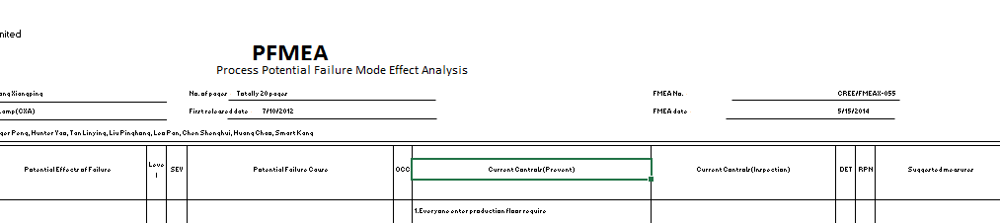 nited
PFMEA
Process Potential Failure Mode Effect Analysis
ang Xiangping No. of pages Totally 20 pages FMEA No. CREE/FMEAX-055
Lamp(CXA) First released date 7/10/2012 FMEA date 5/15/2014
ger Peng, Hunter Yao, Tan Linying, Liu Pinghang, Leo Pan, Chen Shenghui, Huang Chao, Smart Kang
Potential Effects of Failure Level SEV Potential Failure Cause OCC Current Controls(Prevent) Current Controls(Inspection) DET RPN Suggested measures
1.Everyone enter production floor require